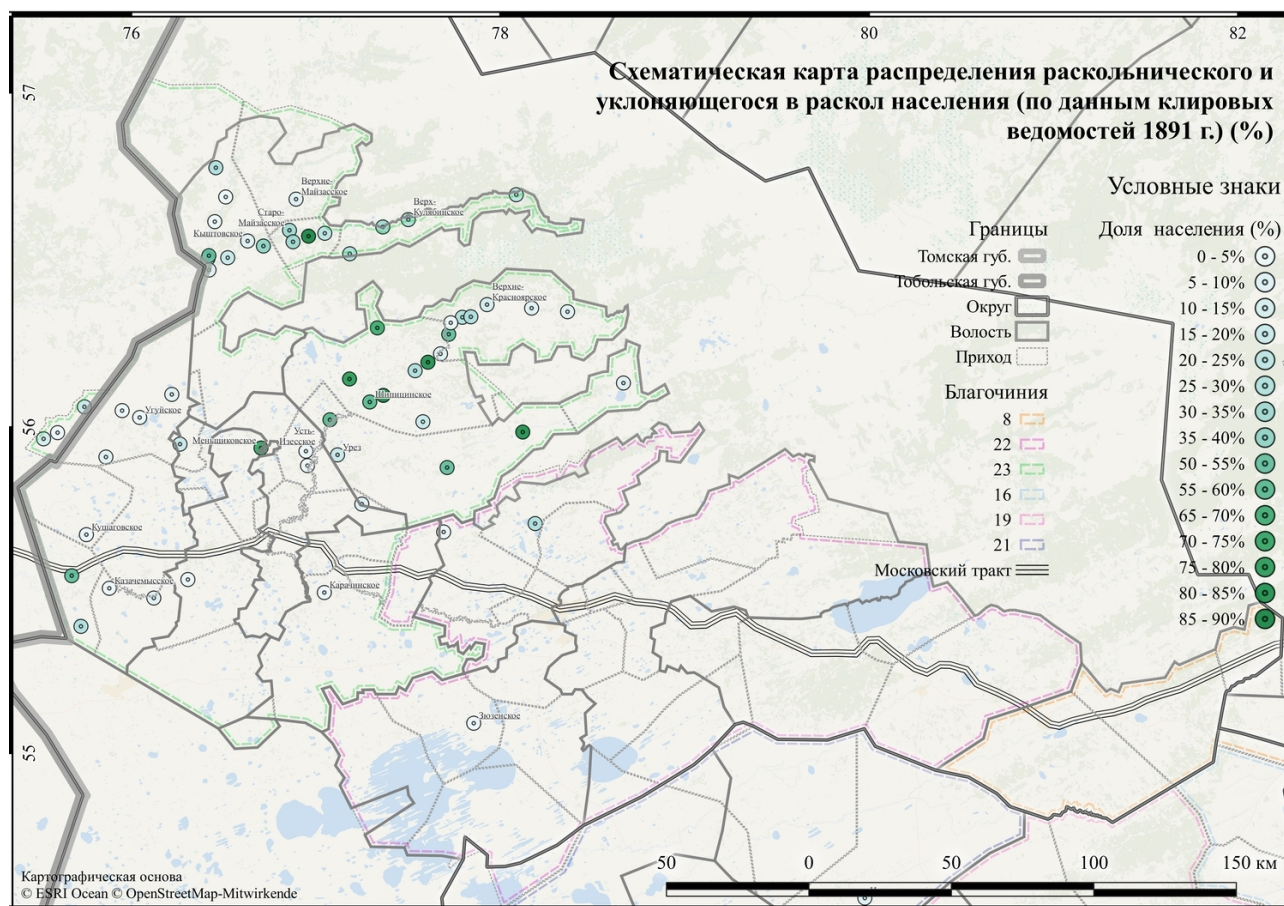 76
78
80
82
57
56
55
Схематическая карта распределения раскольнического и
уклоняющегося в раскол населения (по данным клировых
ведомостей 1891 г.) (%)
Условные знаки
Границы
Томская губ.
Тобольская губ.
Округ
Волость
Приход
Благочиния
8
22
23
16
19
21
Московский тракт
Доля населения (%)
0 - 5%
5 - 10%
10 - 15%
15 - 20%
20 - 25%
25 - 30%
30 - 35%
35 - 40%
50 - 55%
55 - 60%
65 - 70%
70 - 75%
75 - 80%
80 - 85%
85 - 90%
Верхне-
Майзасское
Старо-
Майзасское
Кыштовское
Верх-
Кулябинское
Верхне-
Красноярское
Шипицинское
Угуйское
Меньшиковское
Усть-
Изесское
Урез
Кушаговское
Казачемысское
Карачинское
Зюзенское
50
0
50
100
150 км
Картографическая основа
© ESRI Ocean © OpenStreetMap-Mitwirkende